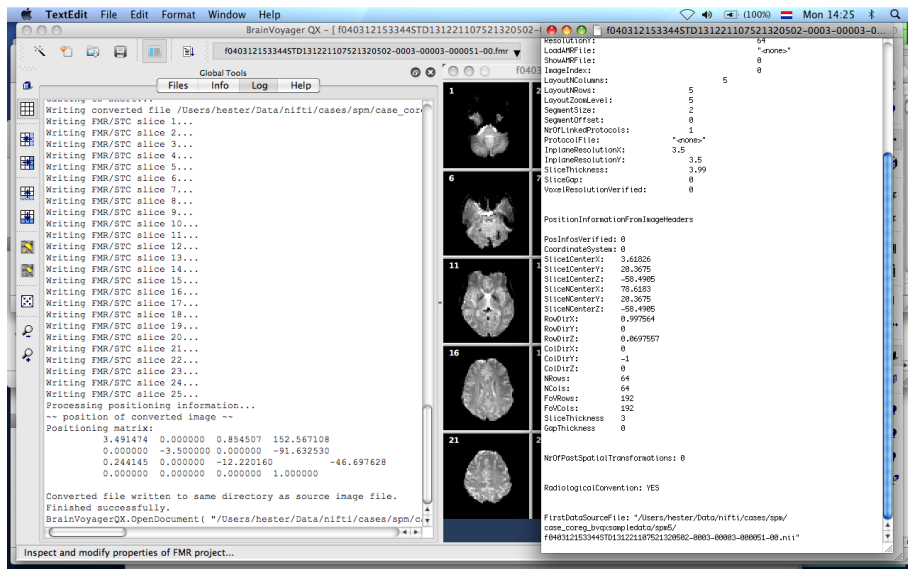 TextEdit File Edit Format Window Help (100%) Mon 14:25
BrainVoyager QX - [ f040312153344STD131221107521320502-
f040312153344STD131221107521320502-0003-00003-000051-00.fmr
Global Tools
Files Info Log Help
Writing converted file /Users/hester/Data/nifti/cases/spm/case_core
Writing FMR/STC slice 1...
Writing FMR/STC slice 2...
Writing FMR/STC slice 3...
Writing FMR/STC slice 4...
Writing FMR/STC slice 5...
Writing FMR/STC slice 6...
Writing FMR/STC slice 7...
Writing FMR/STC slice 8...
Writing FMR/STC slice 9...
Writing FMR/STC slice 10...
Writing FMR/STC slice 11...
Writing FMR/STC slice 12...
Writing FMR/STC slice 13...
Writing FMR/STC slice 14...
Writing FMR/STC slice 15...
Writing FMR/STC slice 16...
Writing FMR/STC slice 17...
Writing FMR/STC slice 18...
Writing FMR/STC slice 19...
Writing FMR/STC slice 20...
Writing FMR/STC slice 21...
Writing FMR/STC slice 22...
Writing FMR/STC slice 23...
Writing FMR/STC slice 24...
Writing FMR/STC slice 25...
Processing positioning information...
~~ position of converted image ~~
Positioning matrix:
3.491474 0.000000 0.854507 152.567108
0.000000 -3.500000 0.000000 -91.632530
0.244145 0.000000 -12.220160 -46.697628
0.000000 0.000000 0.000000 1.000000
Converted file written to same directory as source image file.
Finished successfully.
BrainVoyagerQX.OpenDocument( "/Users/hester/Data/nifti/cases/spm/c
Inspect and modify properties of FMR project...
f040
1
6
11
16
21
f040312153344STD131221107521320502-0003-00003-0...
ResolutionY: 64
LoadAMRFile: "<none>"
ShowAMRFile: 0
ImageIndex: 0
LayoutNColumns: 5
LayoutNRows: 5
LayoutZoomLevel: 5
SegmentSize: 2
SegmentOffset: 0
NrOfLinkedProtocols: 1
ProtocolFile: "<none>"
InplaneResolutionX: 3.5
InplaneResolutionY: 3.5
SliceThickness: 3.99
SliceGap: 0
VoxelResolutionVerified: 0
PositionInformationFromImageHeaders
PosInfosVerified: 0
CoordinateSystem: 0
Slice1CenterX: 3.61826
Slice1CenterY: 20.3675
Slice1CenterZ: -58.4905
SliceNCenterX: 78.6183
SliceNCenterY: 20.3675
SliceNCenterZ: -58.4905
RowDirX: 0.997564
RowDirY: 0
RowDirZ: 0.0697557
ColDirX: 0
ColDirY: -1
ColDirZ: 0
NRows: 64
NCols: 64
FoVRows: 192
FoVCols: 192
SliceThickness 3
GapThickness 0
NrOfPastSpatialTransformations: 0
RadiologicalConvention: YES
FirstDataSourceFile: "/Users/hester/Data/nifti/cases/spm/
case_coreg_bvqxsampledata/spm5/
f040312153344STD131221107521320502-0003-00003-000051-00.nii"